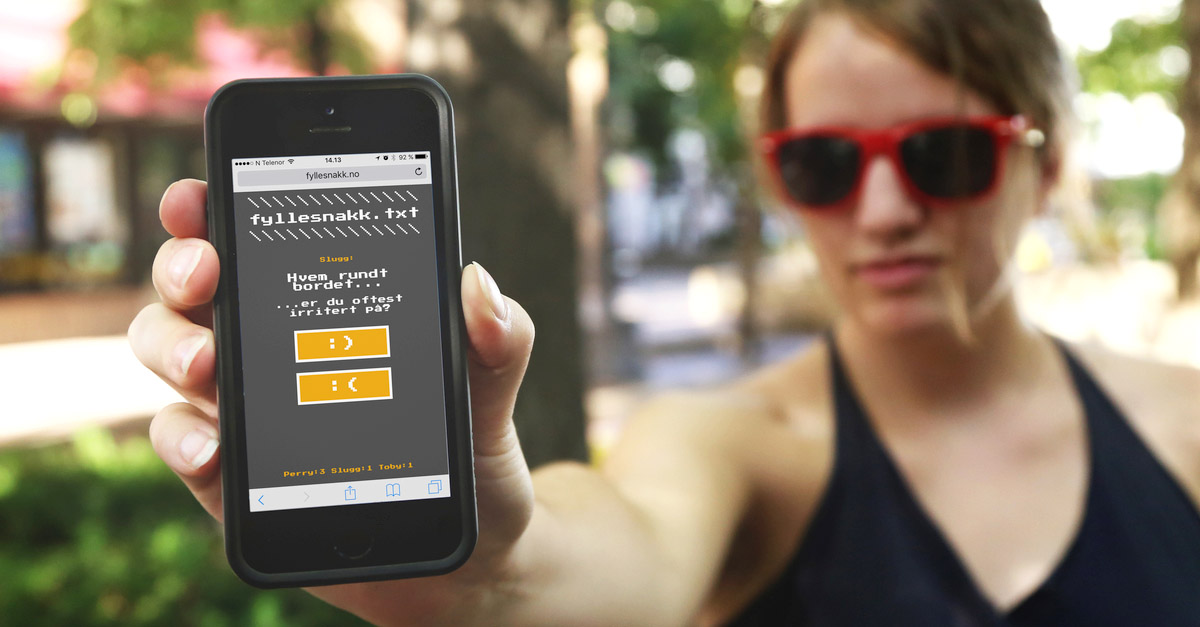 N Telenor 14.13 92 %
fyllesnakk.no
fyllesnakk.txt
Slugg:
Hvem rundt
bordet...
...er du oftest
irritert på?
:)
:(
Perry:3 Slugg:1 Toby:1